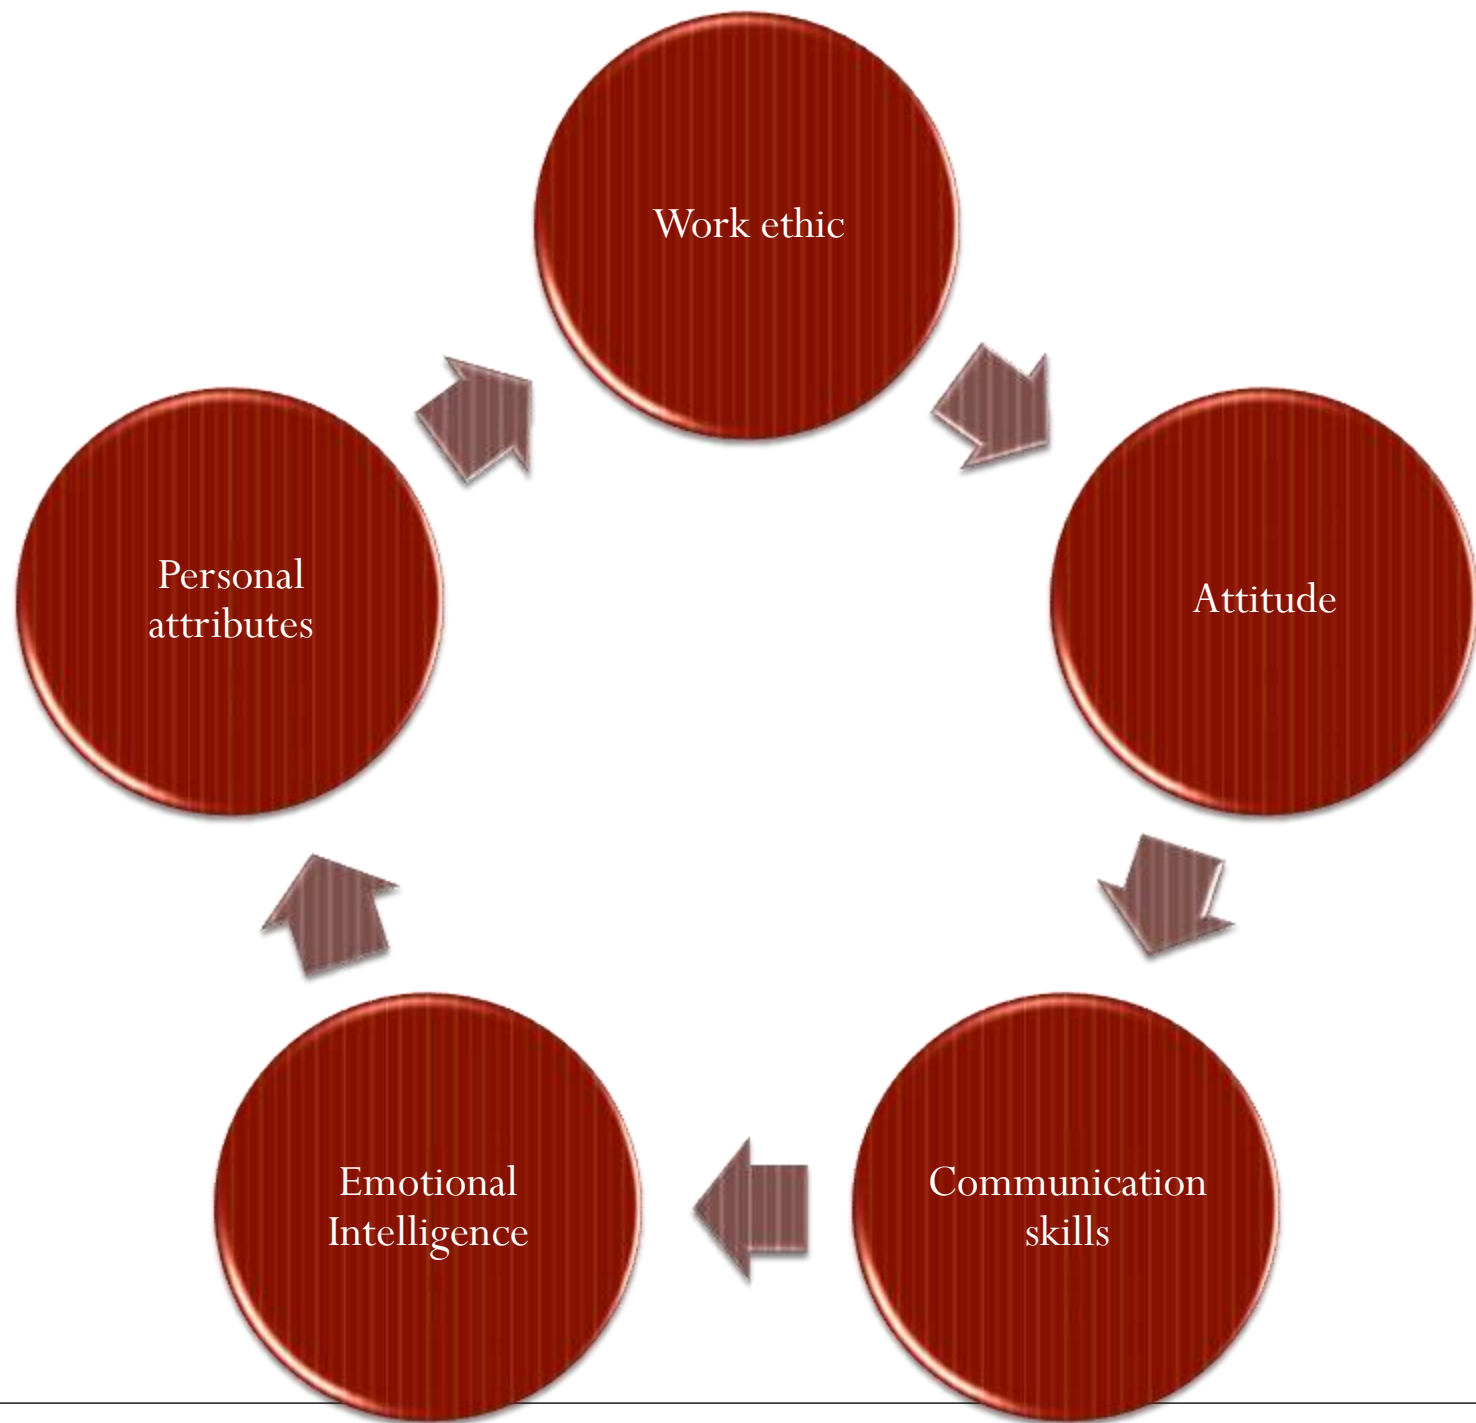 Work ethic
Attitude
Communication
skills
Emotional
Intelligence
Personal
attributes